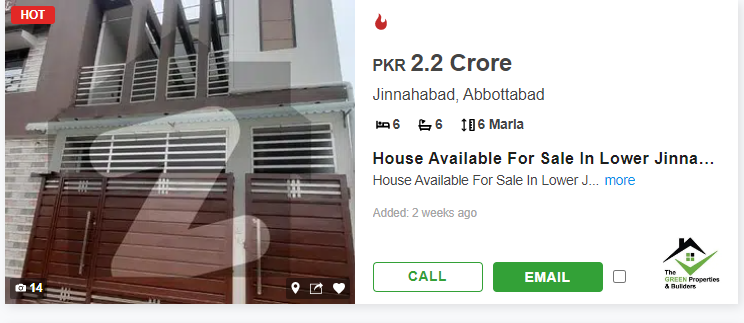 HOT
PKR 2.2 Crore
Jinnahabad, Abbottabad
6 6 6 Marla
House Available For Sale In Lower Jinna...
House Available For Sale In Lower J... more
Added: 2 weeks ago
CALL EMAIL
The
GREEN Properties
& Builders
14